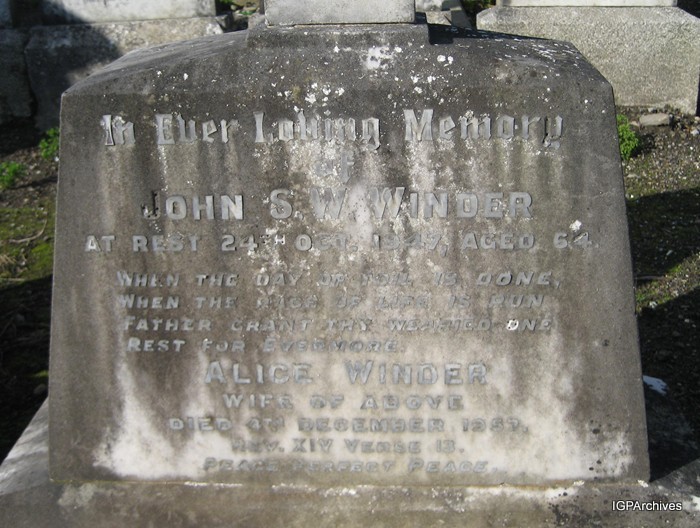 In Ever Loving Memory
of
JOHN S. W. WINDER
AT REST 24TH OCT. 1947, AGED 64.
WHEN THE DAY OF TOIL IS DONE,
WHEN THE RACE OF LIFE IS RUN
FATHER GRANT THY WEARIED ONE
REST FOR EVERMORE.
ALICE WINDER
WIFE OF ABOVE
DIED 8TH DECEMBER 1957.
REV. XIV VERSE 13.
PEACE PERFECT PEACE.
IGPArchives